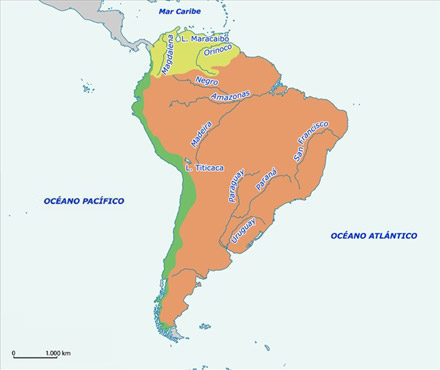 Mar Caribe
L. Maracaibo
Magdalena
Orinoco
Negro
Amazonas
Madeira
San Francisco
L. Titicaca
Paraguay
Paraná
OCÉANO PACÍFICO
Uruguay
OCÉANO ATLÁNTICO
0 1.000 km